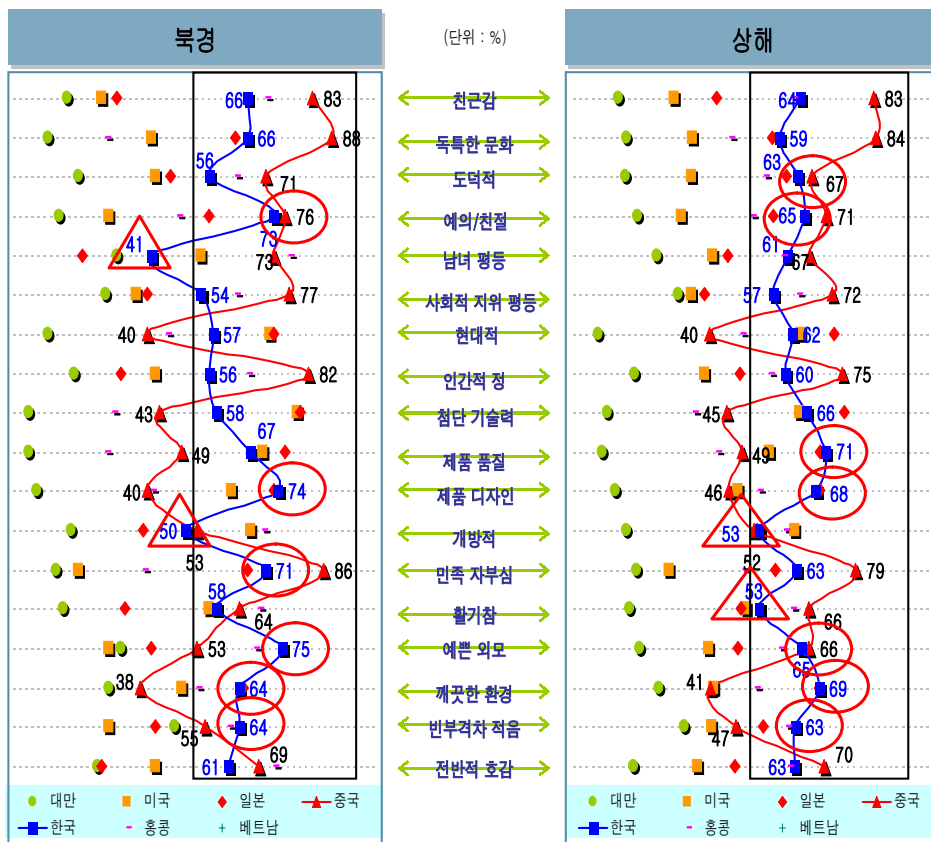 북경
(단위 : %)
상해
66 83 친근감 64 83
66 88 독특한 문화 59 84
56 71 도덕적 63 67
76 73 예의/친절 65 71
41 73 남녀 평등 61 67
54 77 사회적 지위 평등 57 72
40 57 현대적 40 62
56 82 인간적 정 60 75
43 58 첨단 기술력 45 66
67 49 제품 품질 49 71
40 74 제품 디자인 46 68
50 53 개방적 53 52
71 86 민족 자부심 63 79
58 64 활기참 53 66
53 75 예쁜 외모 66 65
38 64 깨끗한 환경 41 69
55 64 빈부격차 적음 47 63
61 69 전반적 호감 63 70
대만 미국 일본 중국
한국 홍콩 베트남
대만 미국 일본 중국
한국 홍콩 베트남